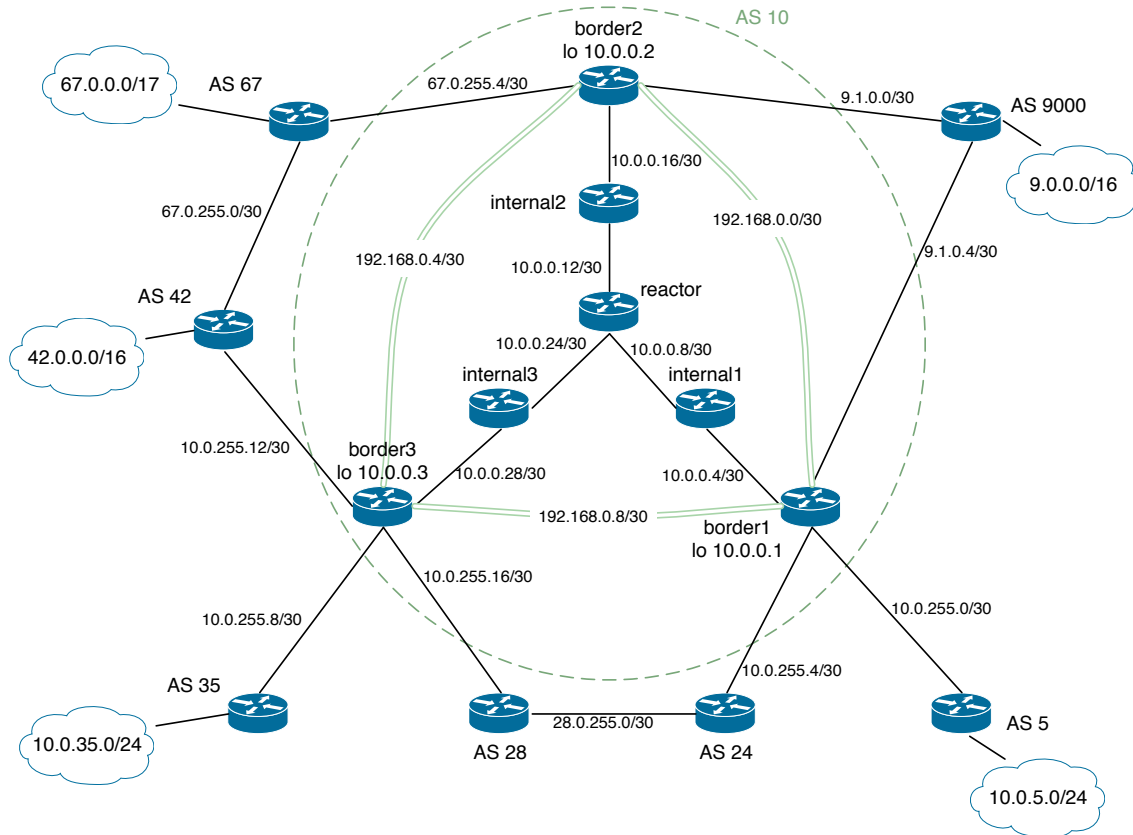 AS 10
border2
lo 10.0.0.2
67.0.0.0/17
AS 67
67.0.255.4/30
9.1.0.0/30
AS 9000
10.0.0.16/30
9.0.0.0/16
internal2
67.0.255.0/30
192.168.0.0/30
9.1.0.4/30
192.168.0.4/30
10.0.0.12/30
AS 42
reactor
42.0.0.0/16
10.0.0.24/30
10.0.0.8/30
internal3
internal1
10.0.255.12/30
border3
lo 10.0.0.3
10.0.0.28/30
10.0.0.4/30
192.168.0.8/30
border1
lo 10.0.0.1
10.0.255.16/30
10.0.255.8/30
10.0.255.0/30
10.0.255.4/30
AS 35
10.0.35.0/24
28.0.255.0/30
AS 28
AS 24
AS 5
10.0.5.0/24